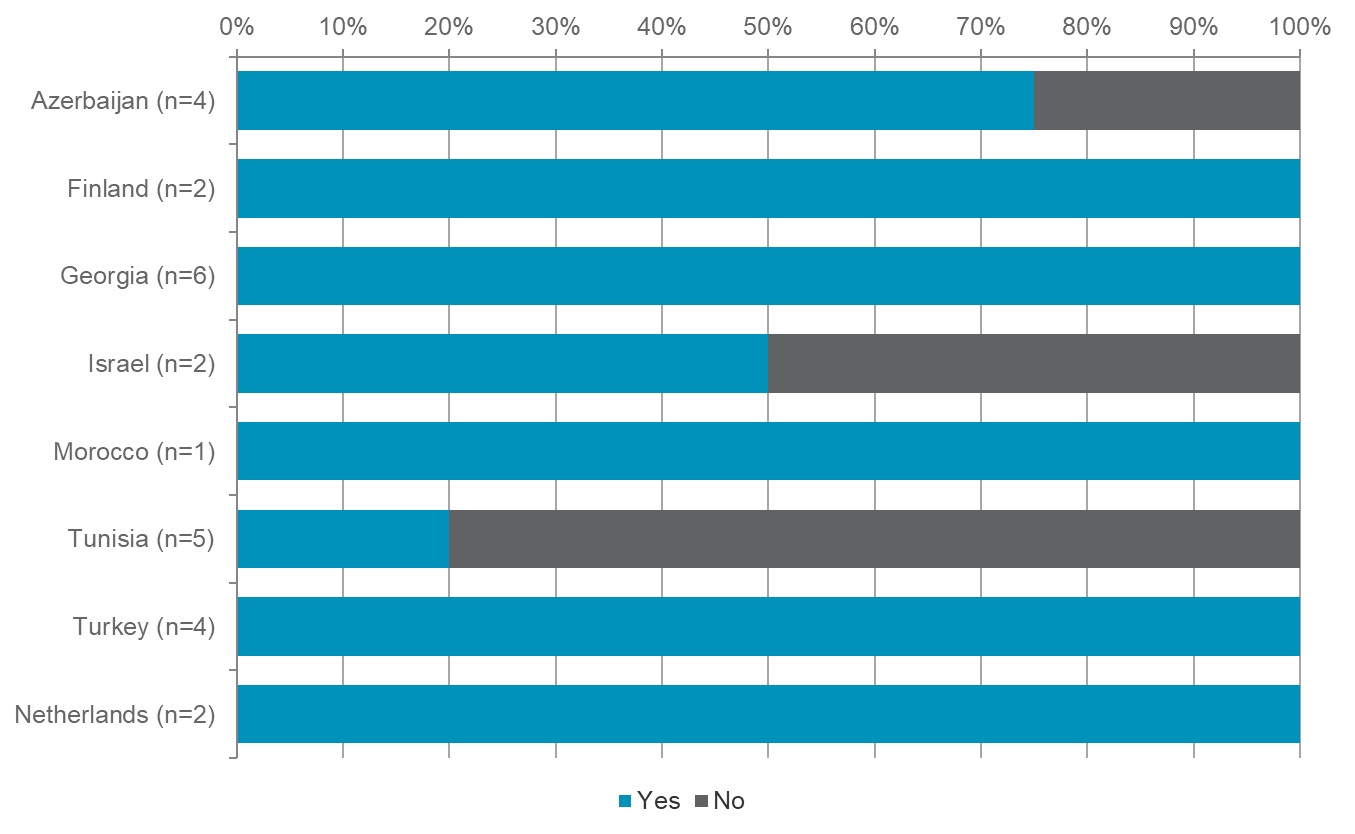 0% 10% 20% 30% 40% 50% 60% 70% 80% 90% 100%
Azerbaijan (n=4)
Finland (n=2)
Georgia (n=6)
Israel (n=2)
Morocco (n=1)
Tunisia (n=5)
Turkey (n=4)
Netherlands (n=2)
Yes No